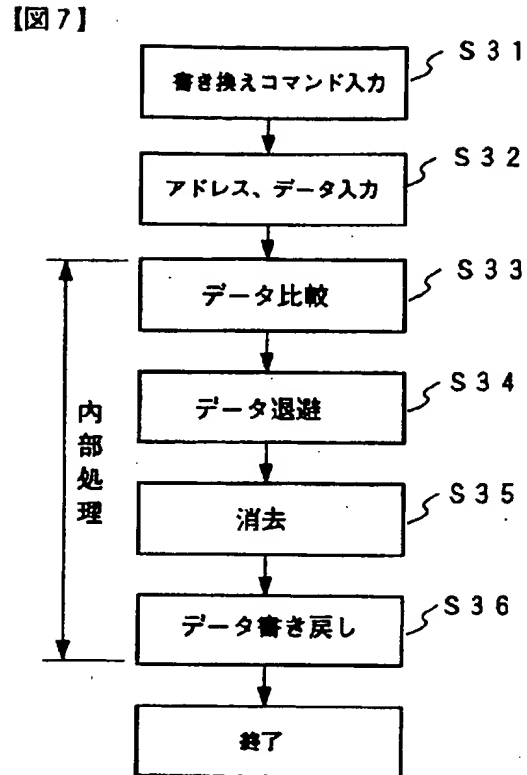 【図7】
書き換えコマンド入力 S31
アドレス、データ入力 S32
データ比較 S33
データ退避 S34
消去 S35
データ書き戻し S36
内部処理
終了